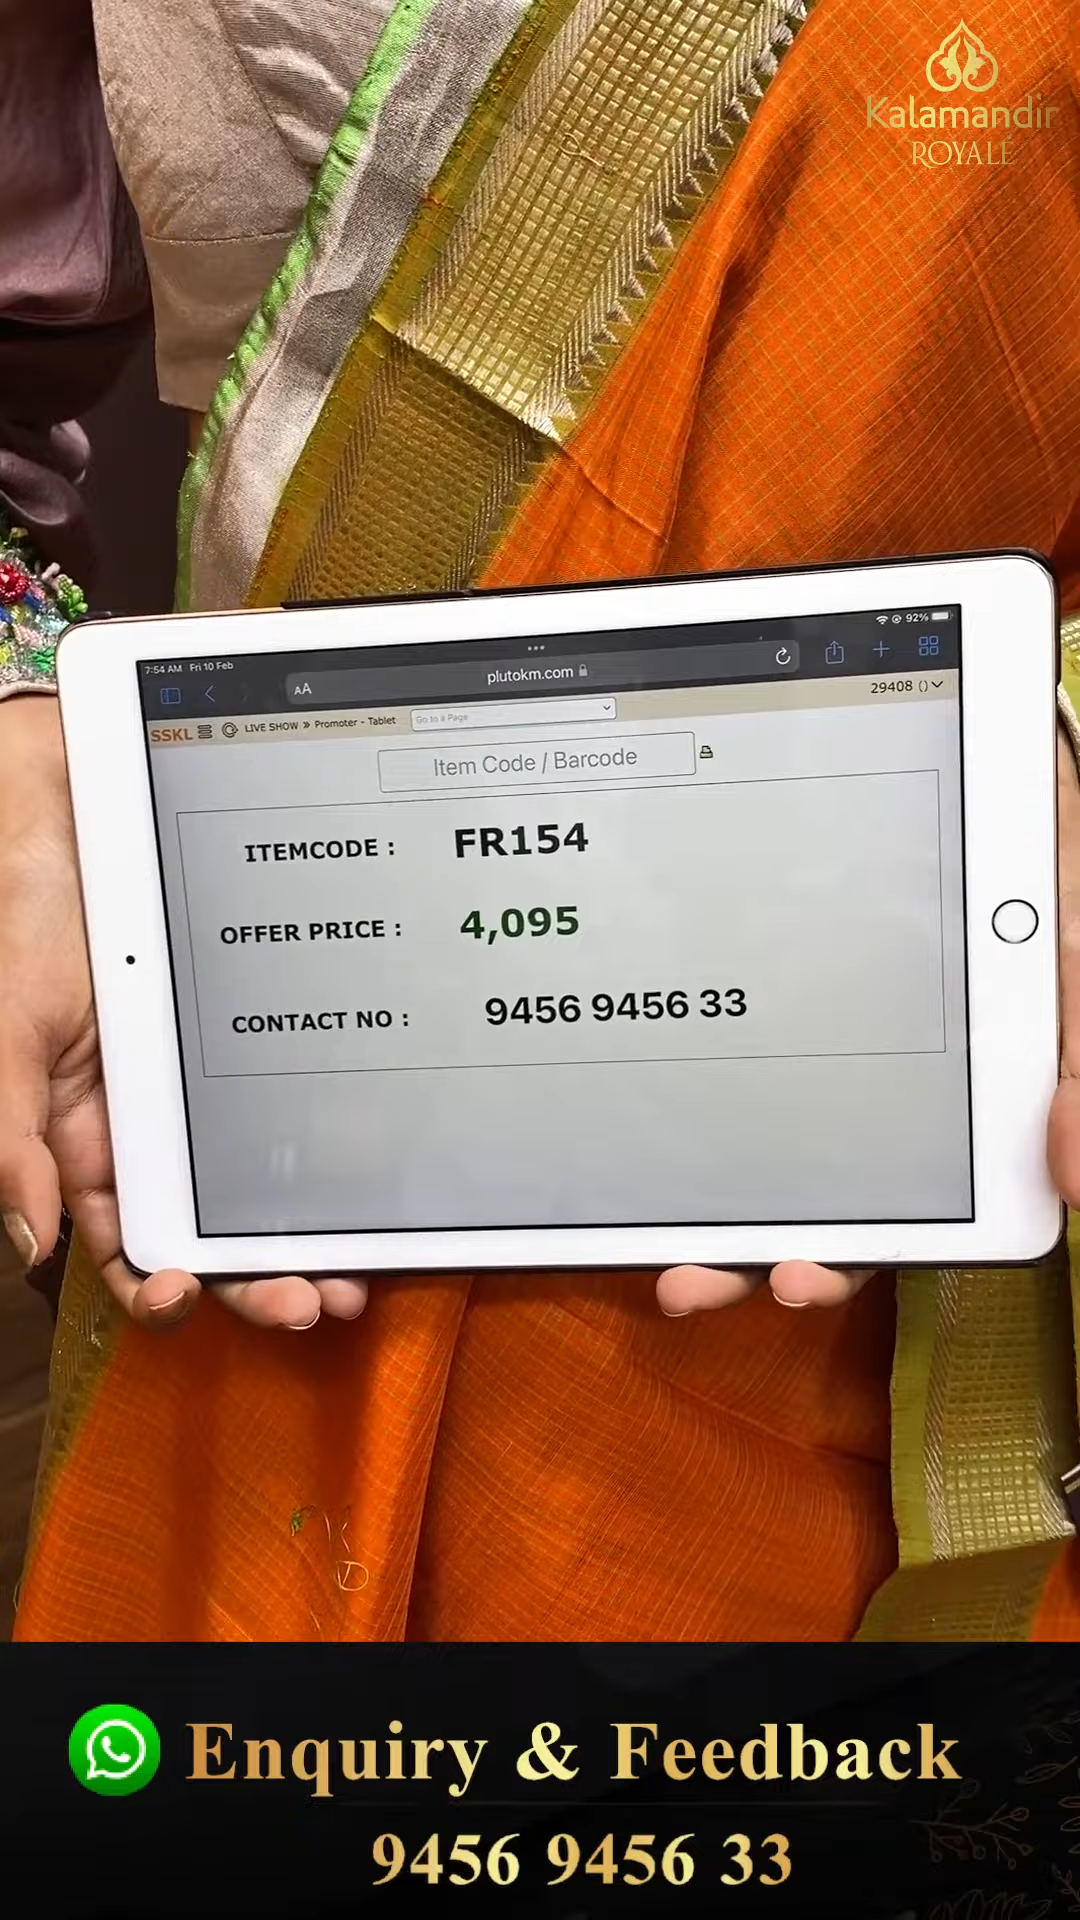 Kalamandir
ROYALE
7:54 AM Fri 10 Feb
92%
AA
plutokm.com
SSKL
LIVE SHOW » Promoter - Tablet
Go to a Page
29408 ()
Item Code / Barcode
ITEMCODE : FR154
OFFER PRICE : 4,095
CONTACT NO : 9456 9456 33
Enquiry & Feedback
9456 9456 33